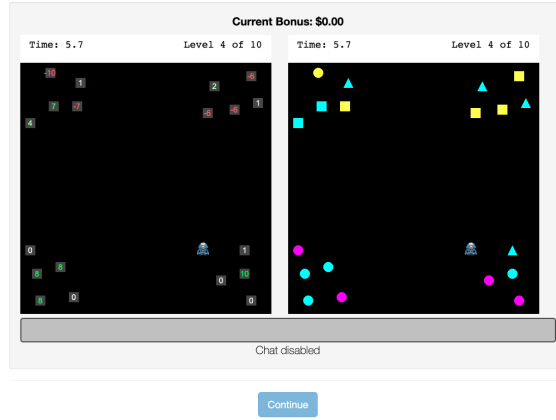 Current Bonus: $0.00
Time: 5.7 Level 4 of 10 Time: 5.7 Level 4 of 10
-10 -6
1 2
7 -7 1
-6 -6
4
0 1
8 8 10
0
8 0 0
Chat disabled
Continue